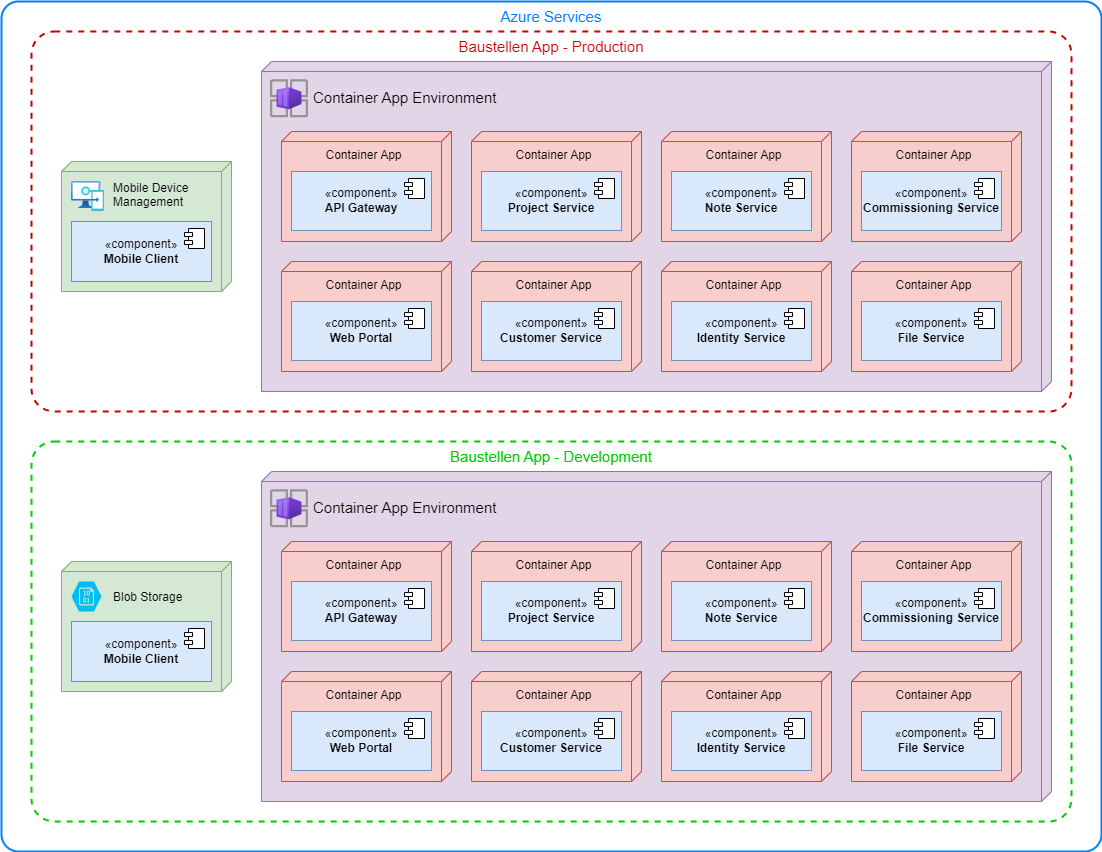 Azure Services
Baustellen App - Production
Container App Environment
Mobile Device
Management
«component»
Mobile Client
Container App
«component»
API Gateway
Container App
«component»
Project Service
Container App
«component»
Note Service
Container App
«component»
Commissioning Service
Container App
«component»
Web Portal
Container App
«component»
Customer Service
Container App
«component»
Identity Service
Container App
«component»
File Service
Baustellen App - Development
Container App Environment
Blob Storage
10
01
«component»
Mobile Client
Container App
«component»
API Gateway
Container App
«component»
Project Service
Container App
«component»
Note Service
Container App
«component»
Commissioning Service
Container App
«component»
Web Portal
Container App
«component»
Customer Service
Container App
«component»
Identity Service
Container App
«component»
File Service